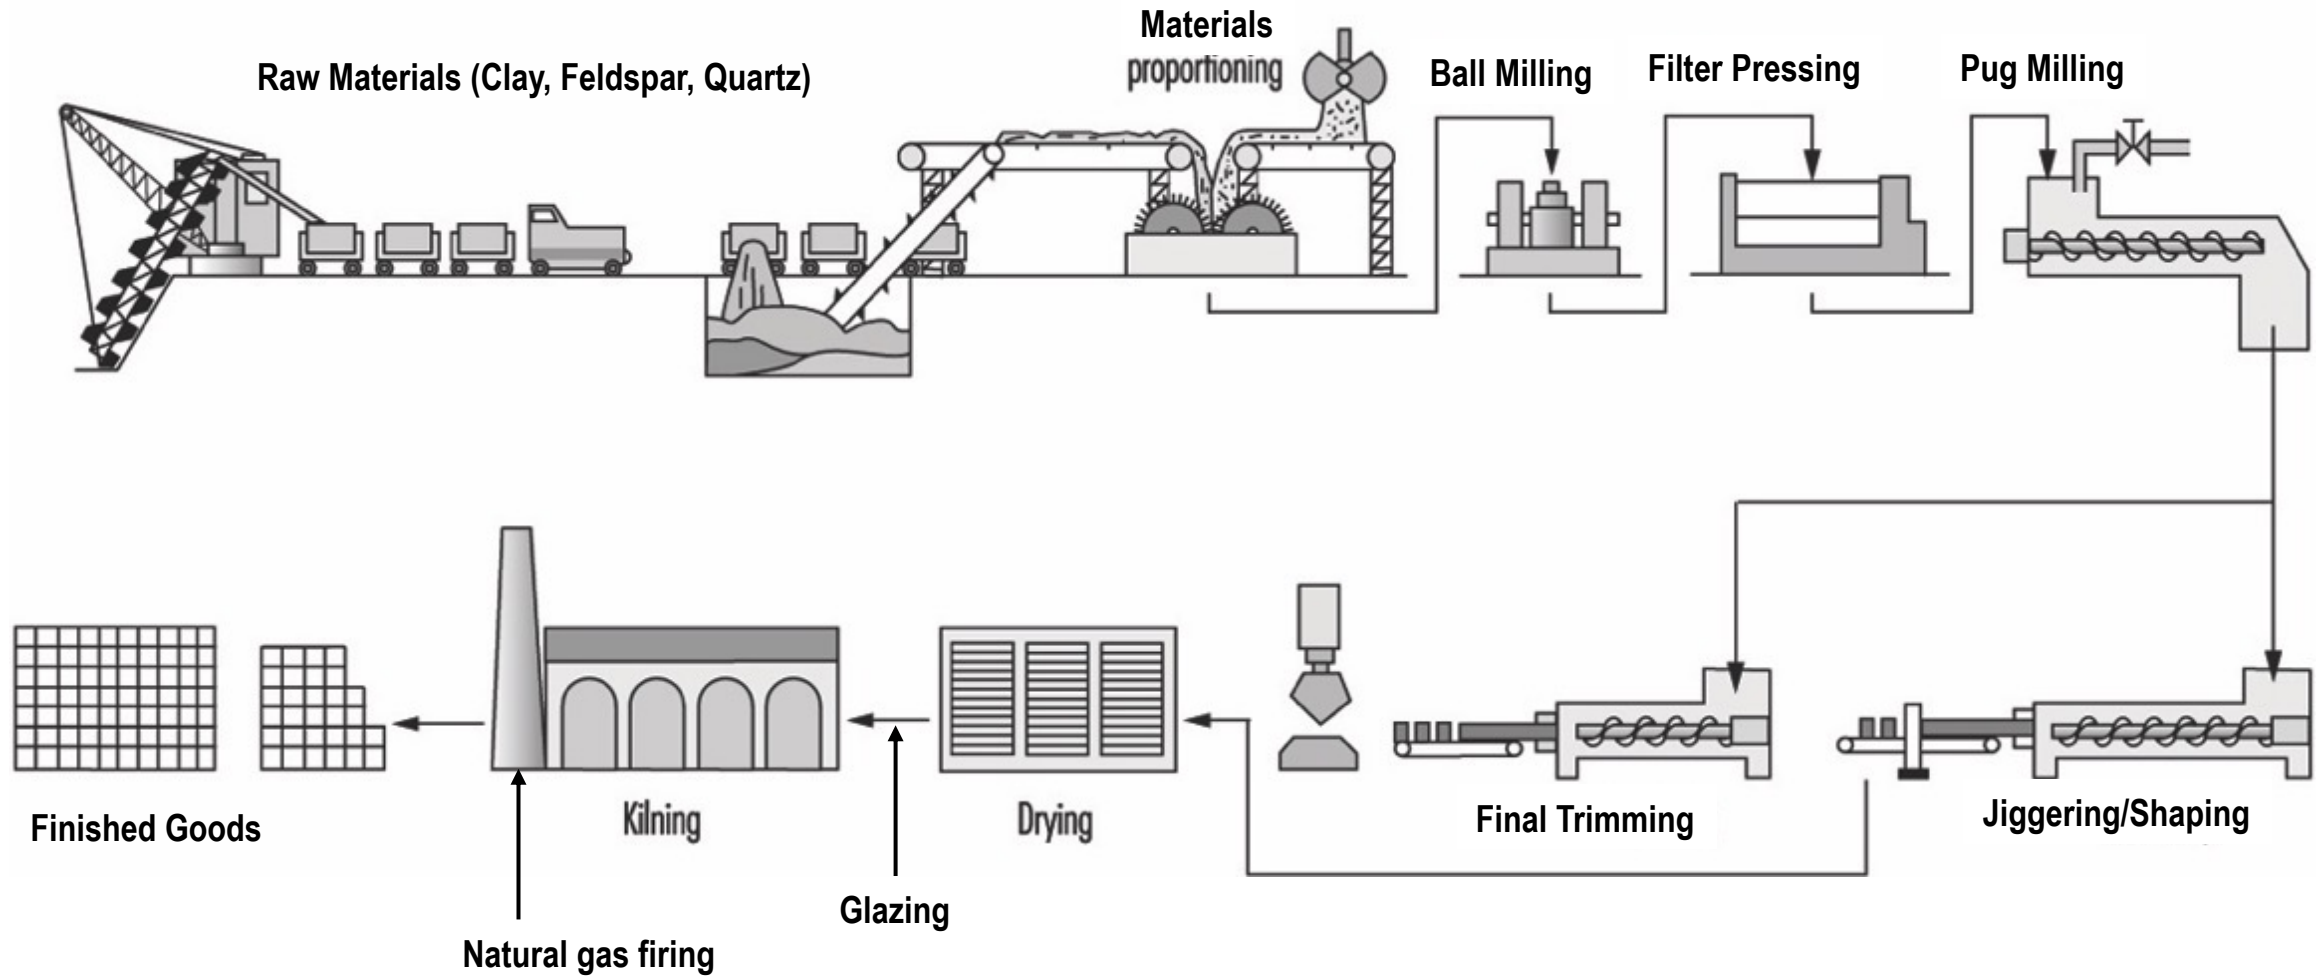 Raw Materials (Clay, Feldspar, Quartz)
Materials
proportioning
Ball Milling
Filter Pressing
Pug Milling
Finished Goods
Kilning
Drying
Final Trimming
Jiggering/Shaping
Glazing
Natural gas firing